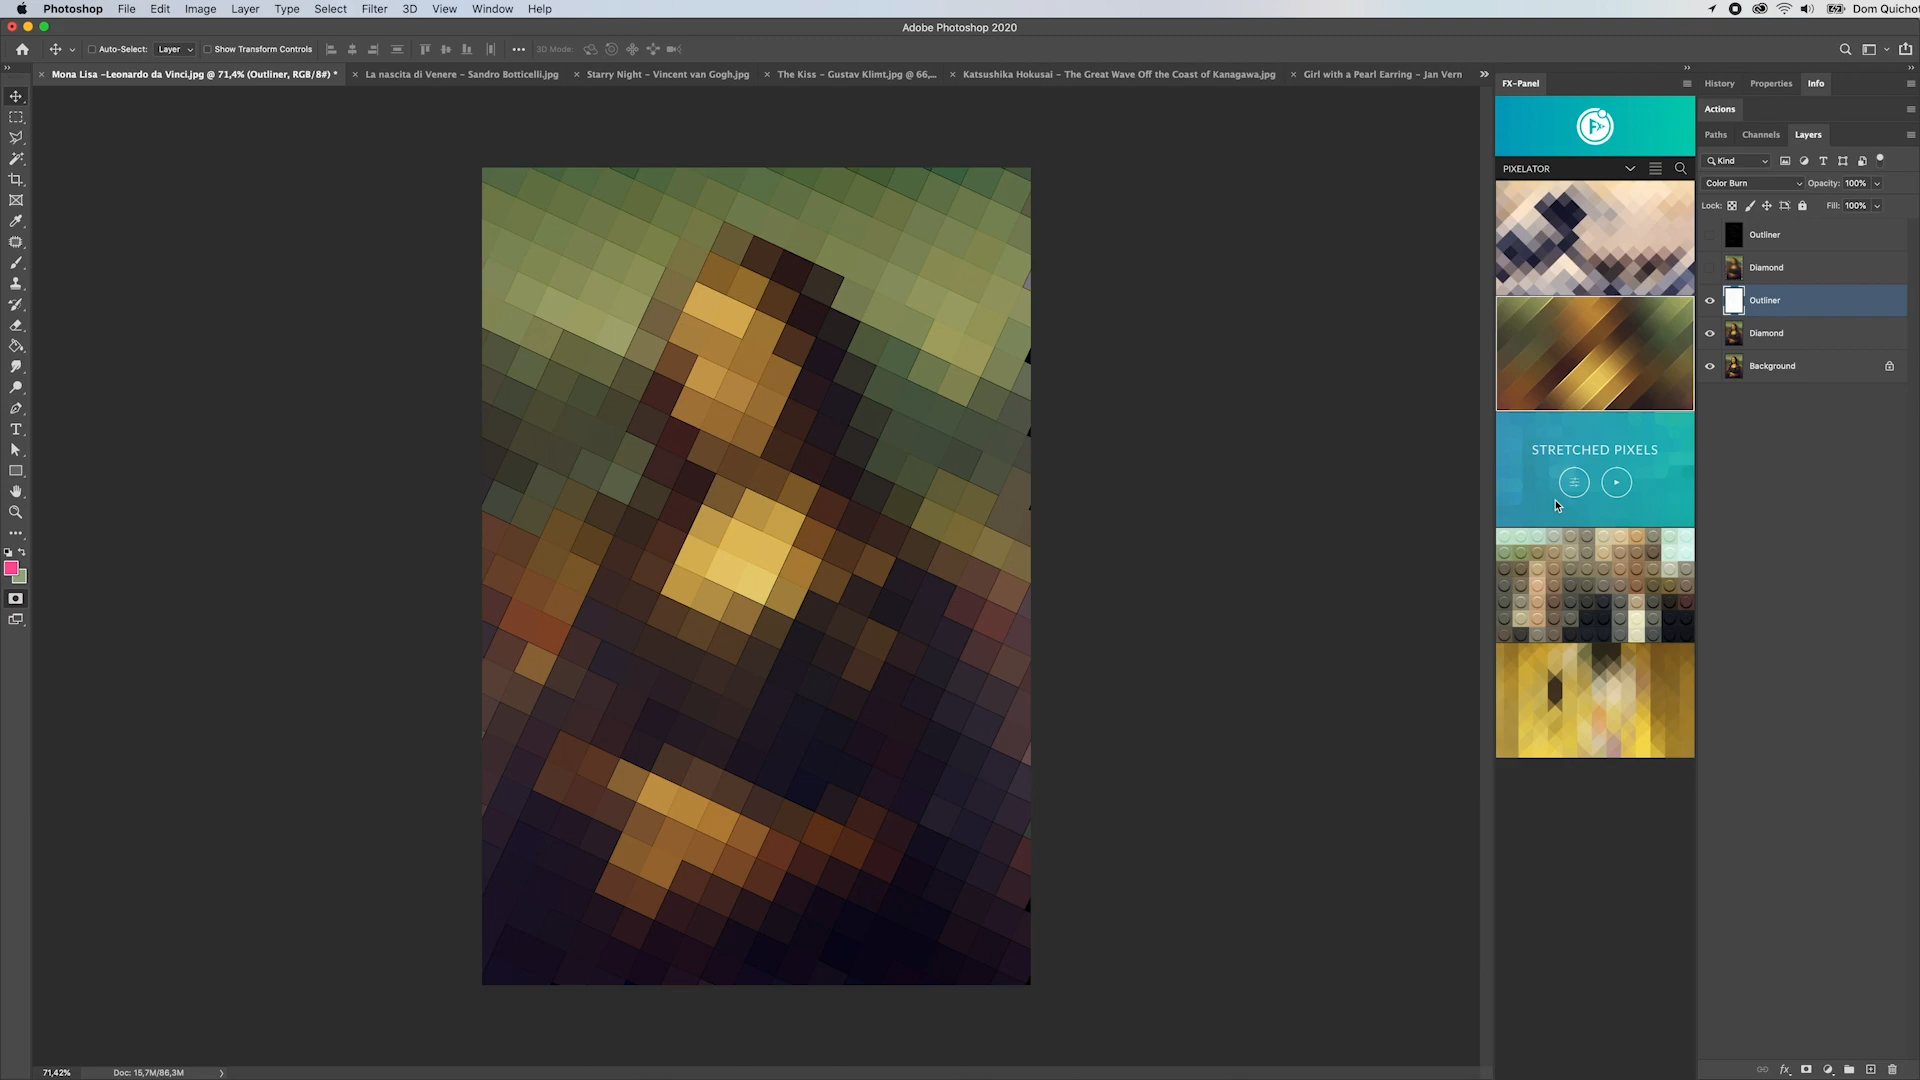 Photoshop File Edit Image Layer Type Select Filter 3D View Window Help Dom Quichot
Adobe Photoshop 2020
Auto-Select: Layer Show Transform Controls 3D Mode:
Mona Lisa -Leonardo da Vinci.jpg @ 71,4% (Outliner, RGB/8#) * La nascita di Venere - Sandro Botticelli.jpg Starry Night - Vincent van Gogh.jpg The Kiss - Gustav Klimt.jpg @ 66,... Katsushika Hokusai - The Great Wave Off the Coast of Kanagawa.jpg Girl with a Pearl Earring - Jan Verm
FX-Panel
History Properties Info
Actions
Paths Channels Layers
PIXELATOR
Kind
Color Burn Opacity: 100%
Lock: Fill: 100%
Outliner
Diamond
Outliner
Diamond
Background
STRETCHED PIXELS
71,42% Doc: 15,7M/86,3M